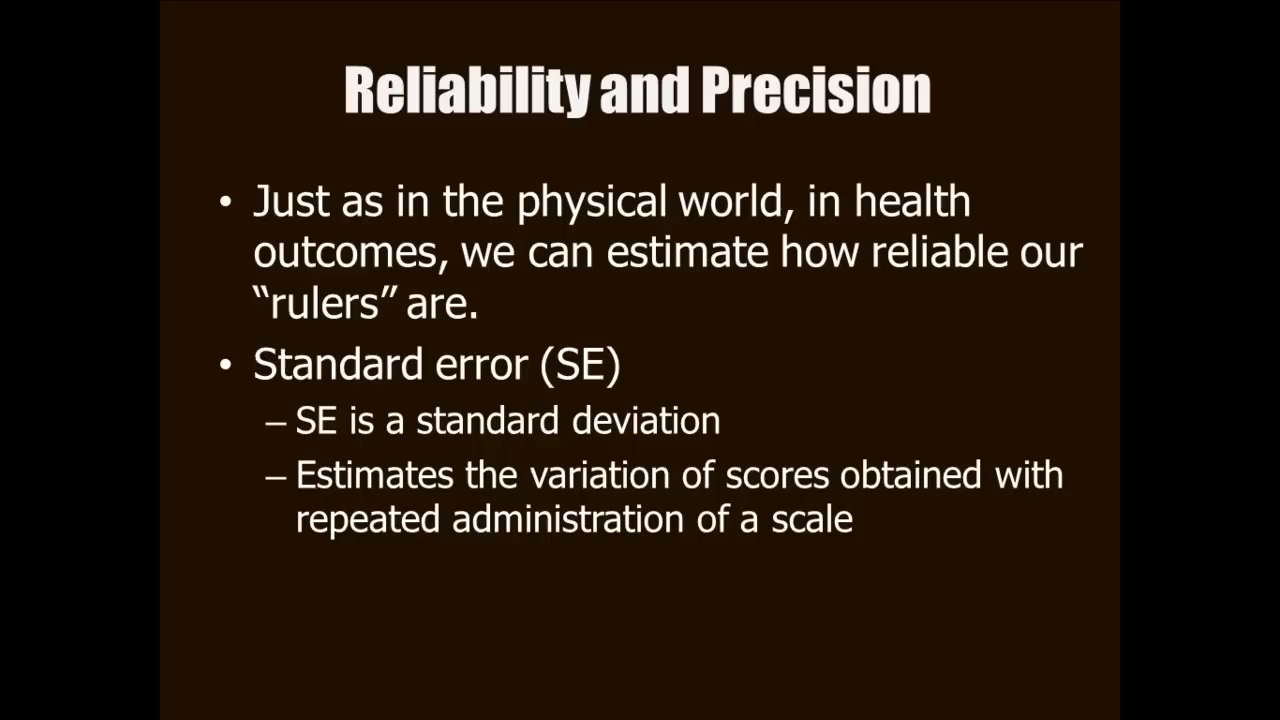 Reliability and Precision
• Just as in the physical world, in health
outcomes, we can estimate how reliable our
“rulers” are.
• Standard error (SE)
– SE is a standard deviation
– Estimates the variation of scores obtained with
repeated administration of a scale